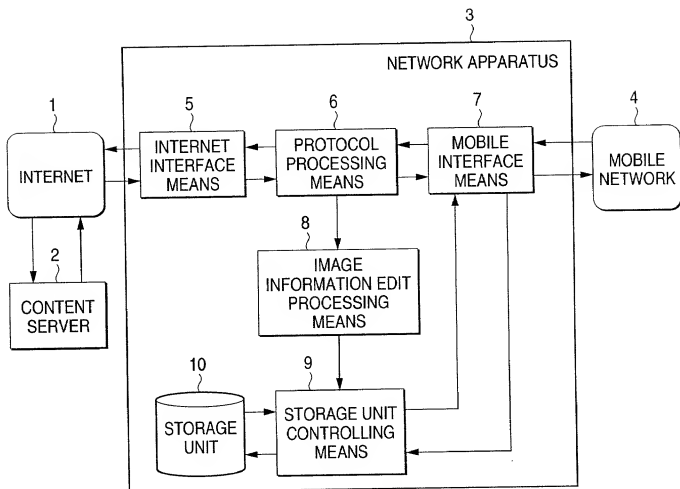 3
NETWORK APPARATUS
1
INTERNET
5
INTERNET
INTERFACE
MEANS
6
PROTOCOL
PROCESSING
MEANS
7
MOBILE
INTERFACE
MEANS
4
MOBILE
NETWORK
2
CONTENT
SERVER
8
IMAGE
INFORMATION EDIT
PROCESSING
MEANS
10
STORAGE
UNIT
9
STORAGE UNIT
CONTROLLING
MEANS